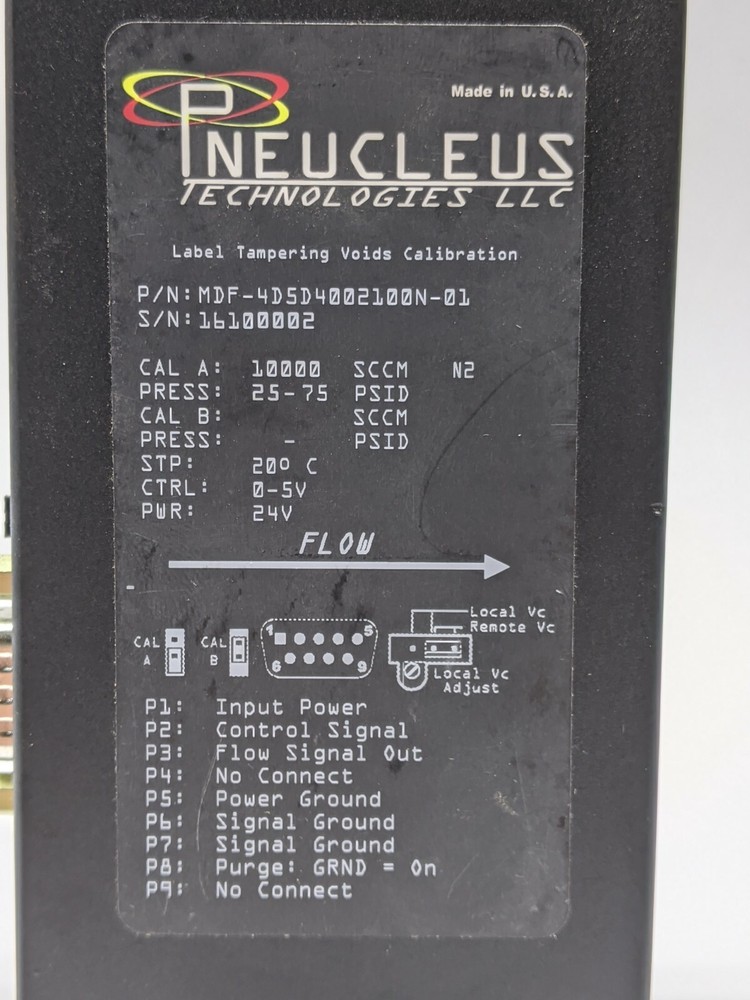 Made in U.S.A.
PNEUCLEUS
TECHNOLOGIES LLC
Label Tampering Voids Calibration
P/N: MDF-4D5D4002100N-01
S/N: 16100002
CAL A: 10000 SCCM N2
PRESS: 25-75 PSID
CAL B: SCCM
PRESS: - PSID
STP: 20º C
CTRL: 0-5V
PWR: 24V
FLOW
Local Vc
Remote Vc
1 5
CAL A
CAL B
6 9
Local Vc
Adjust
P1: Input Power
P2: Control Signal
P3: Flow Signal Out
P4: No Connect
P5: Power Ground
P6: Signal Ground
P7: Signal Ground
P8: Purge: GRND = On
P9: No Connect